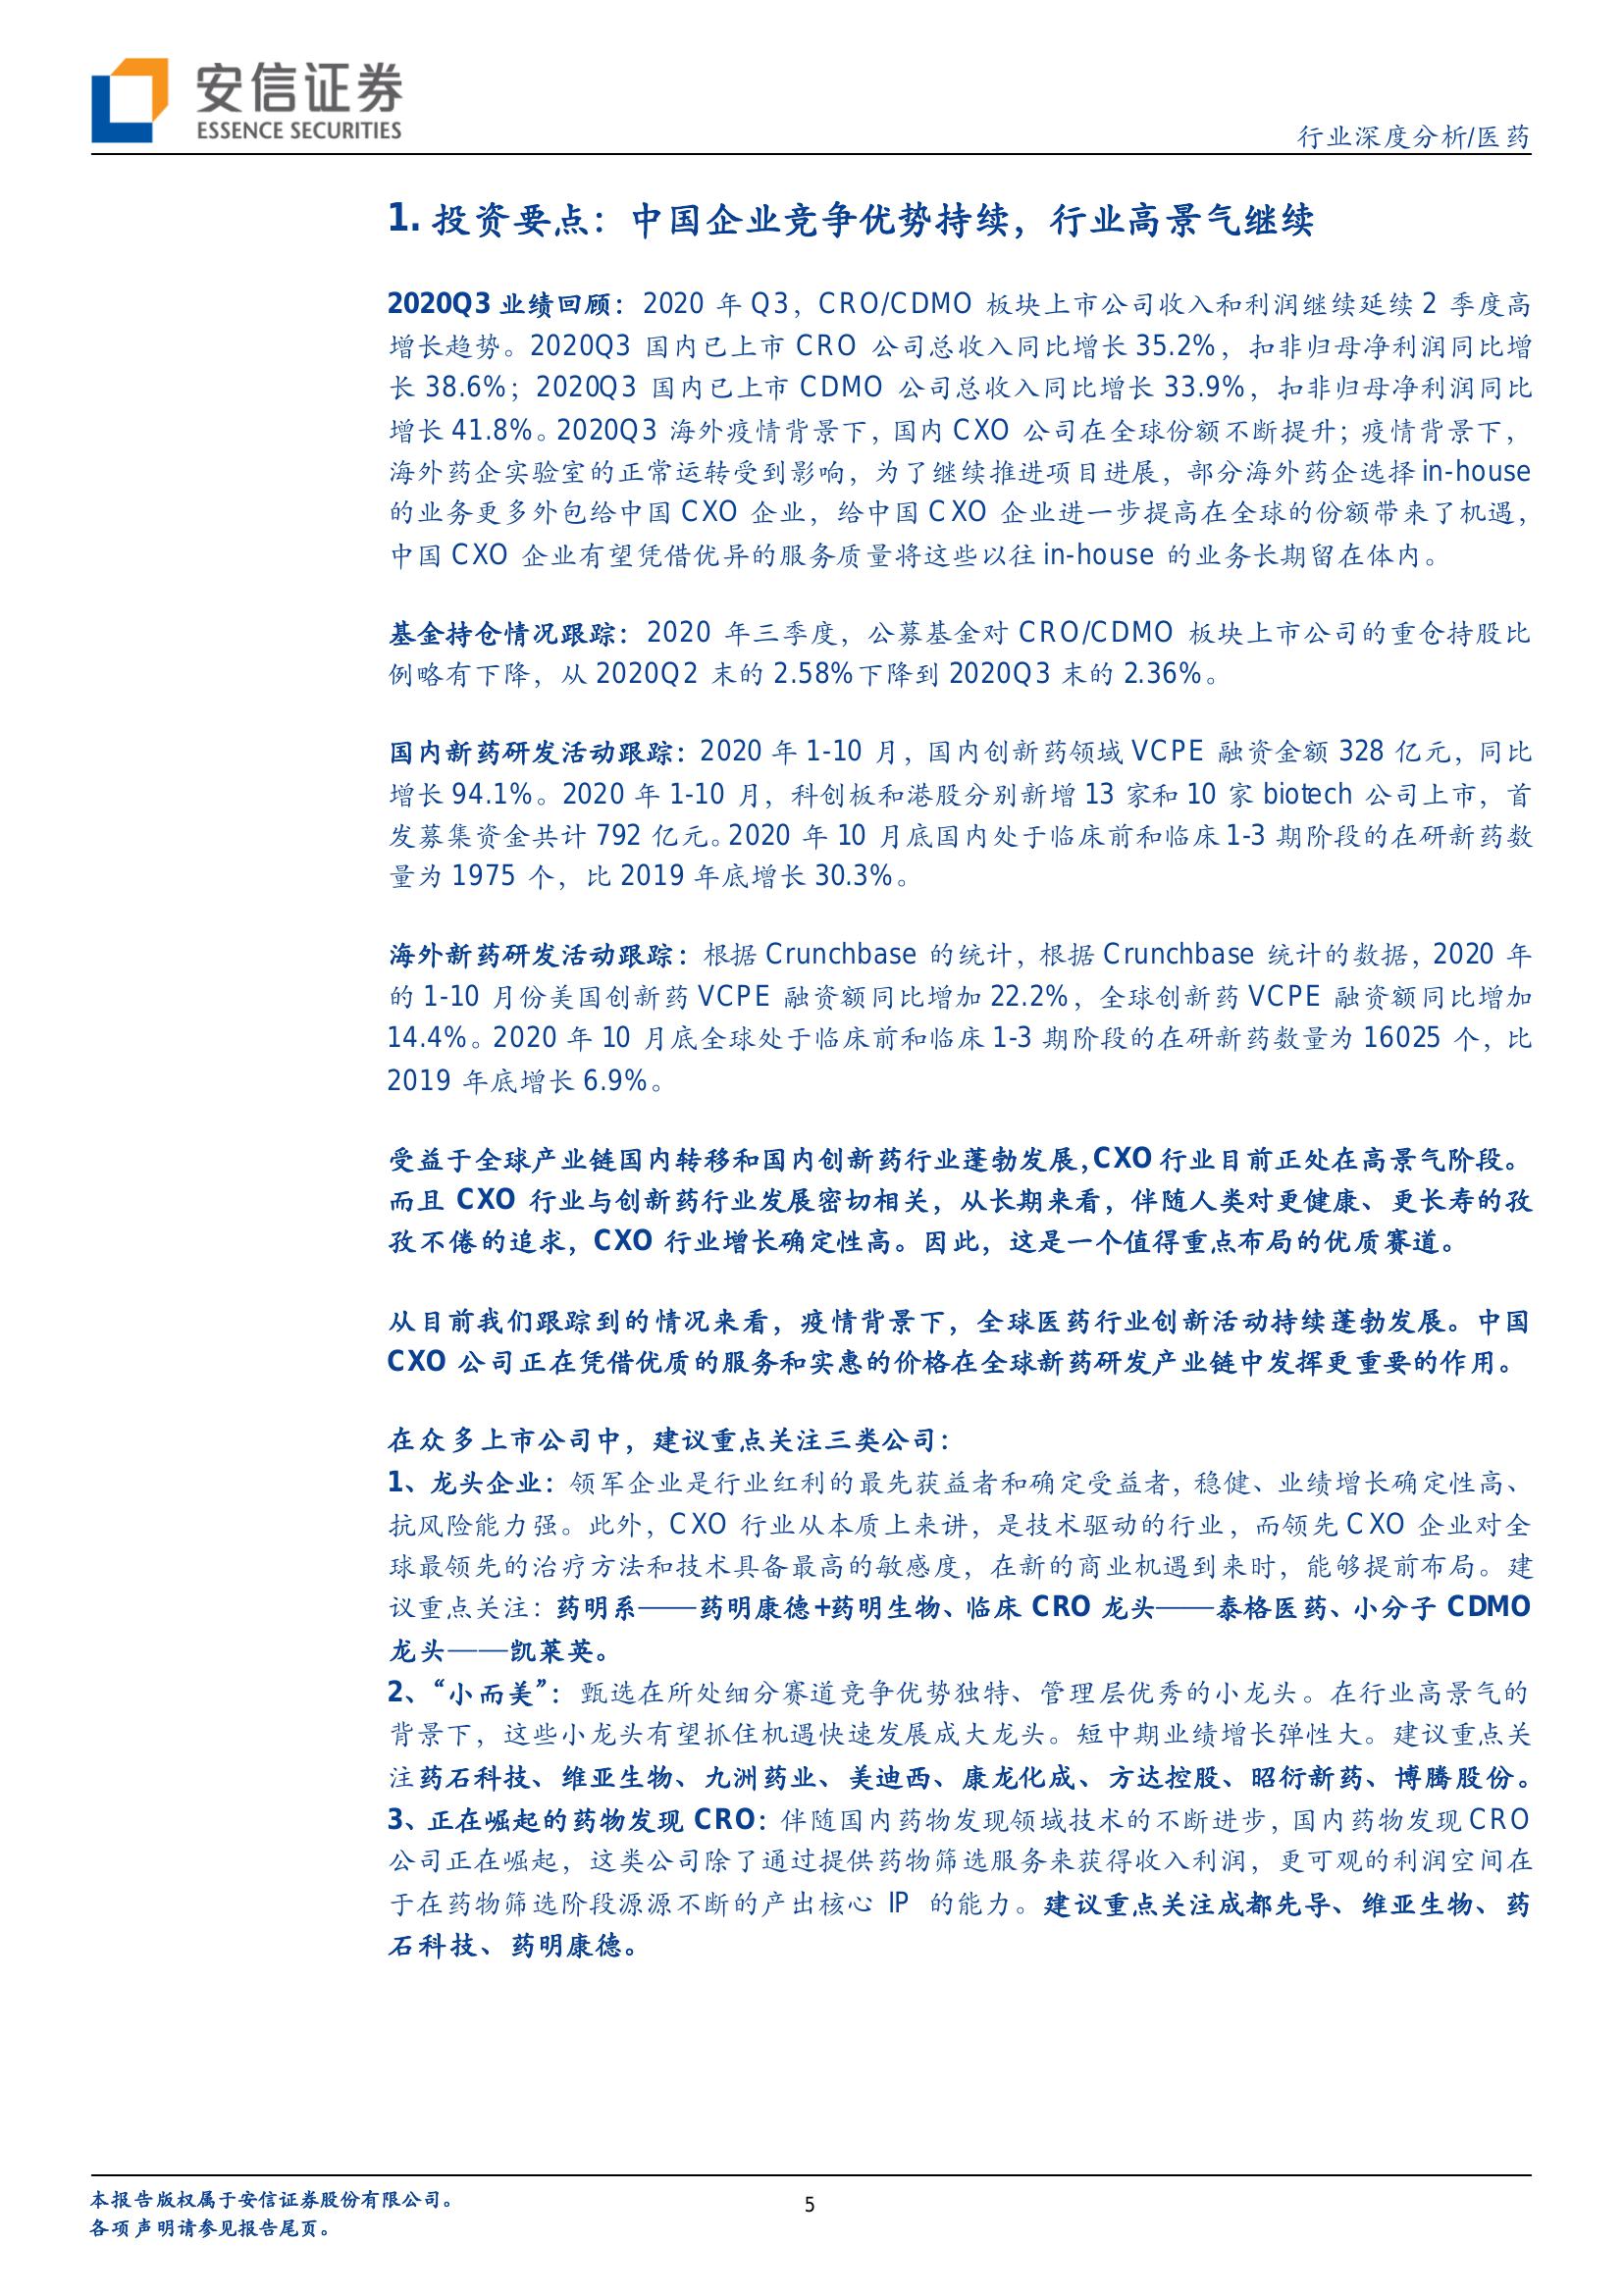 安信证券
ESSENCE SECURITIES
行业深度分析/医药
1. 投资要点：中国企业竞争优势持续，行业高景气继续
2020Q3 业绩回顾：2020 年 Q3，CRO/CDMO 板块上市公司收入和利润继续延续 2 季度高
增长趋势。2020Q3 国内已上市 CRO 公司总收入同比增长 35.2%，扣非归母净利润同比增
长 38.6%；2020Q3 国内已上市 CDMO 公司总收入同比增长 33.9%，扣非归母净利润同比
增长 41.8%。2020Q3 海外疫情背景下，国内 CXO 公司在全球份额不断提升；疫情背景下，
海外药企实验室的正常运转受到影响，为了继续推进项目进展，部分海外药企选择 in-house
的业务更多外包给中国 CXO 企业，给中国 CXO 企业进一步提高在全球的份额带来了机遇，
中国 CXO 企业有望凭借优异的服务质量将这些以往 in-house 的业务长期留在体内。
基金持仓情况跟踪：2020 年三季度，公募基金对 CRO/CDMO 板块上市公司的重仓持股比
例略有下降，从 2020Q2 末的 2.58%下降到 2020Q3 末的 2.36%。
国内新药研发活动跟踪：2020 年 1-10 月，国内创新药领域 VCPE 融资金额 328 亿元，同比
增长 94.1%。2020 年 1-10 月，科创板和港股分别新增 13 家和 10 家 biotech 公司上市，首
发募集资金共计 792 亿元。2020 年 10 月底国内处于临床前和临床 1-3 期阶段的在研新药数
量为 1975 个，比 2019 年底增长 30.3%。
海外新药研发活动跟踪：根据 Crunchbase 的统计，根据 Crunchbase 统计的数据，2020 年
的 1-10 月份美国创新药 VCPE 融资额同比增加 22.2%，全球创新药 VCPE 融资额同比增加
14.4%。2020 年 10 月底全球处于临床前和临床 1-3 期阶段的在研新药数量为 16025 个，比
2019 年底增长 6.9%。
受益于全球产业链国内转移和国内创新药行业蓬勃发展，CXO 行业目前正处在高景气阶段。
而且 CXO 行业与创新药行业发展密切相关，从长期来看，伴随人类对更健康、更长寿的孜
孜不倦的追求，CXO 行业增长确定性高。因此，这是一个值得重点布局的优质赛道。
从目前我们跟踪到的情况来看，疫情背景下，全球医药行业创新活动持续蓬勃发展。中国
CXO 公司正在凭借优质的服务和实惠的价格在全球新药研发产业链中发挥更重要的作用。
在众多上市公司中，建议重点关注三类公司：
1、龙头企业：领军企业是行业红利的最先获益者和确定受益者，稳健、业绩增长确定性高、
抗风险能力强。此外，CXO 行业从本质上来讲，是技术驱动的行业，而领先 CXO 企业对全
球最领先的治疗方法和技术具备最高的敏感度，在新的商业机遇到来时，能够提前布局。建
议重点关注：药明系——药明康德+药明生物、临床 CRO 龙头——泰格医药、小分子 CDMO
龙头——凯莱英。
2、“小而美”：甄选在所处细分赛道竞争优势独特、管理层优秀的小龙头。在行业高景气的
背景下，这些小龙头有望抓住机遇快速发展成大龙头。短中期业绩增长弹性大。建议重点关
注药石科技、维亚生物、九洲药业、美迪西、康龙化成、方达控股、昭衍新药、博腾股份。
3、正在崛起的药物发现 CRO：伴随国内药物发现领域技术的不断进步，国内药物发现 CRO
公司正在崛起，这类公司除了通过提供药物筛选服务来获得收入利润，更可观的利润空间在
于在药物筛选阶段源源不断的产出核心 IP 的能力。建议重点关注成都先导、维亚生物、药
石科技、药明康德。
本报告版权属于安信证券股份有限公司。
各项声明请参见报告尾页。
5